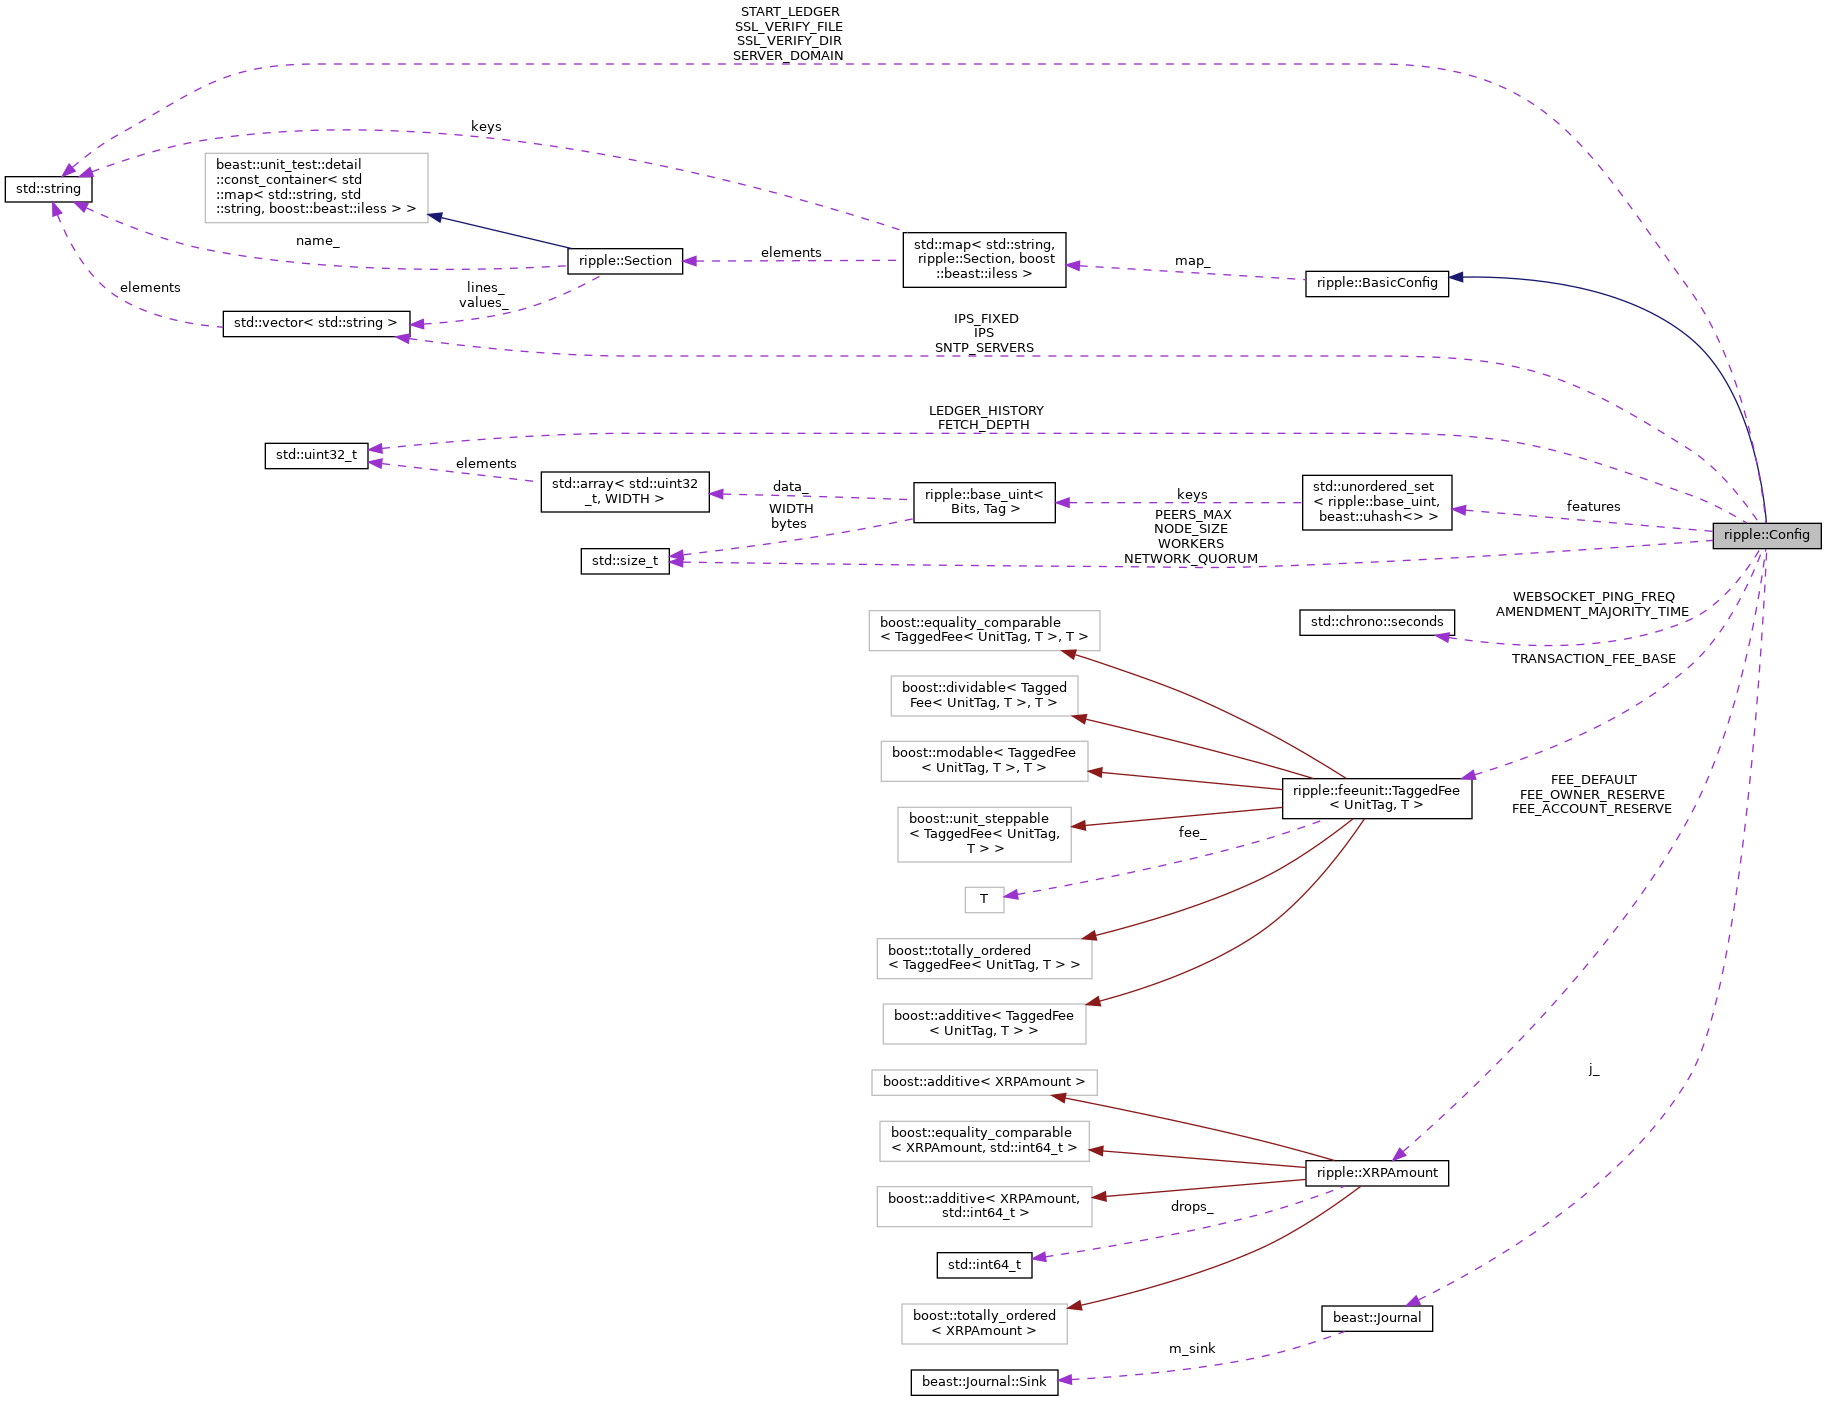 START_LEDGER
SSL_VERIFY_FILE
SSL_VERIFY_DIR
SERVER_DOMAIN
keys
beast::unit_test::detail
::const_container< std
::map< std::string, std
::string, boost::beast::iless > >
std::string
name_
elements
ripple::Section
lines_
values_
elements
std::map< std::string,
ripple::Section, boost
::beast::iless >
map_
ripple::BasicConfig
std::vector< std::string >
IPS_FIXED
IPS
SNTP_SERVERS
LEDGER_HISTORY
FETCH_DEPTH
std::uint32_t
elements
std::array< std::uint32
_t, WIDTH >
data_
WIDTH
bytes
ripple::base_uint<
Bits, Tag >
keys
std::unordered_set
< ripple::base_uint,
beast::uhash<> >
features
ripple::Config
PEERS_MAX
NODE_SIZE
WORKERS
NETWORK_QUORUM
std::size_t
WEBSOCKET_PING_FREQ
AMENDMENT_MAJORITY_TIME
std::chrono::seconds
boost::equality_comparable
< TaggedFee< UnitTag, T >, T >
TRANSACTION_FEE_BASE
boost::dividable< Tagged
Fee< UnitTag, T >, T >
boost::modable< TaggedFee
< UnitTag, T >, T >
ripple::feeunit::TaggedFee
< UnitTag, T >
FEE_DEFAULT
FEE_OWNER_RESERVE
FEE_ACCOUNT_RESERVE
boost::unit_steppable
< TaggedFee< UnitTag,
T > >
fee_
T
boost::totally_ordered
< TaggedFee< UnitTag, T > >
boost::additive< TaggedFee
< UnitTag, T > >
j_
boost::additive< XRPAmount >
boost::equality_comparable
< XRPAmount, std::int64_t >
ripple::XRPAmount
boost::additive< XRPAmount,
std::int64_t >
drops_
std::int64_t
boost::totally_ordered
< XRPAmount >
beast::Journal
m_sink
beast::Journal::Sink